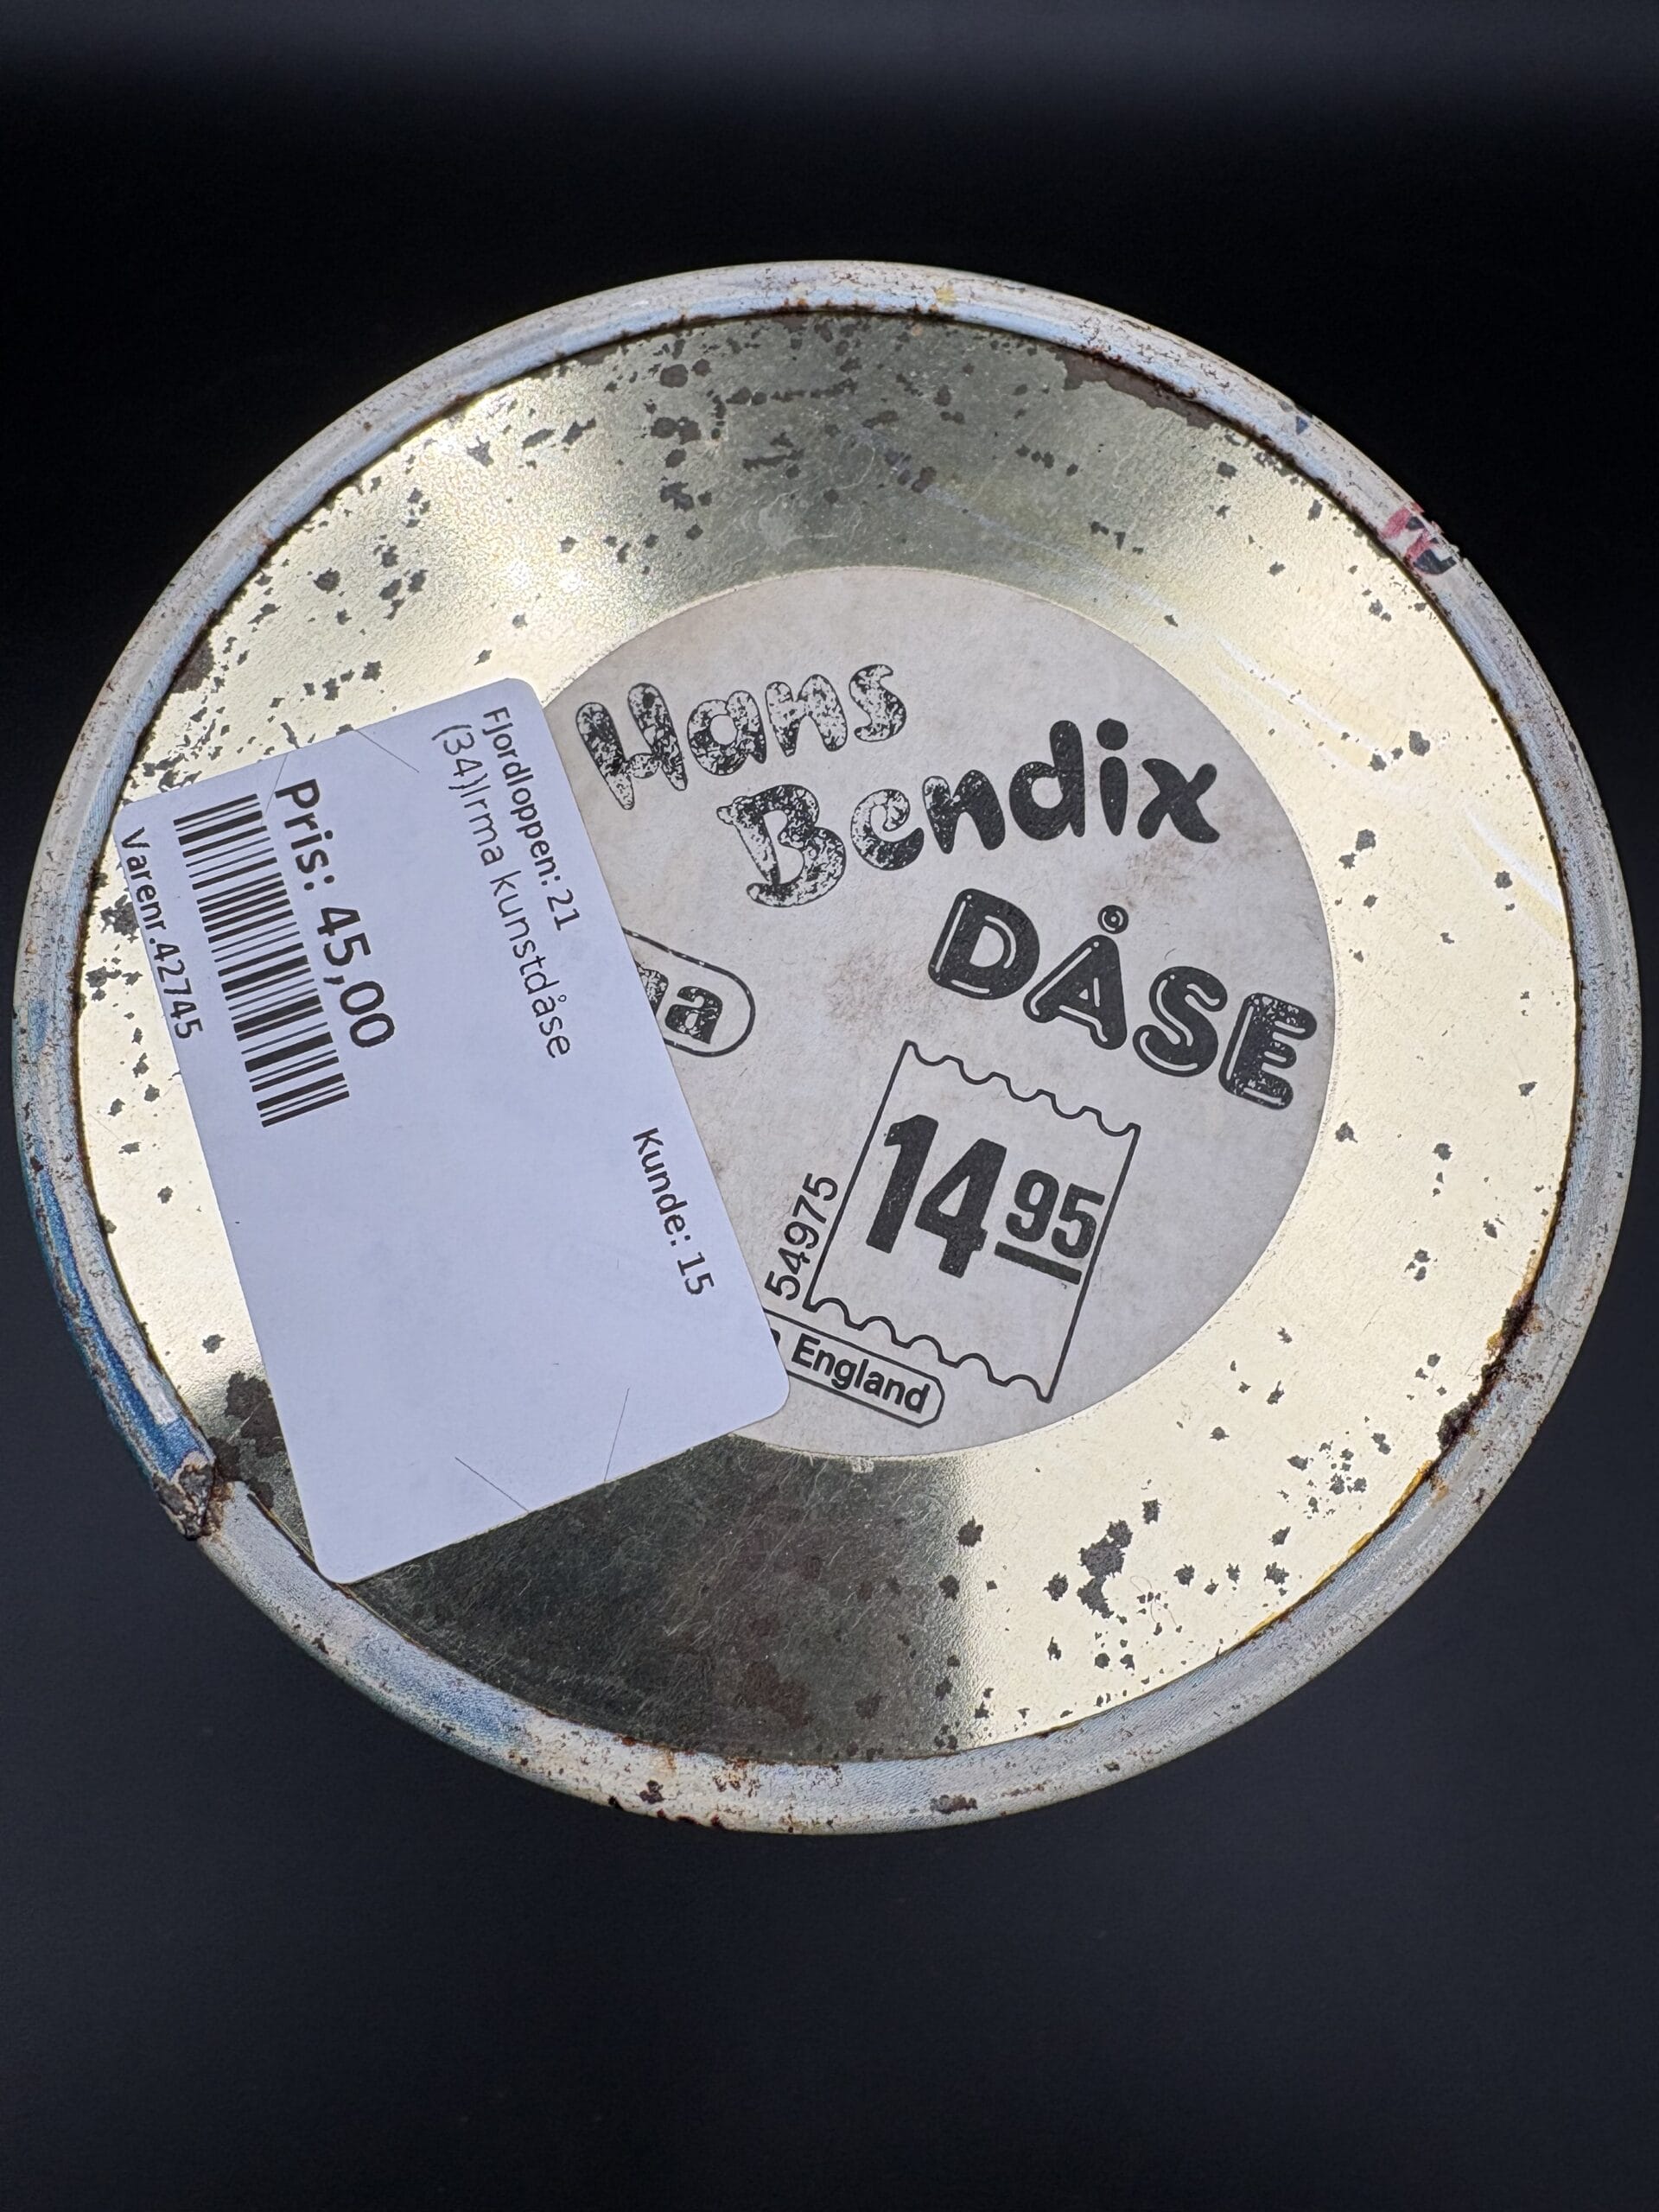 Hans
Bendix
DÅSE
14 95
54975
England
Fjordloppen: 21
(34)Irma kunstdåse
Kunde: 15
Pris: 45,00
Varenr.42745